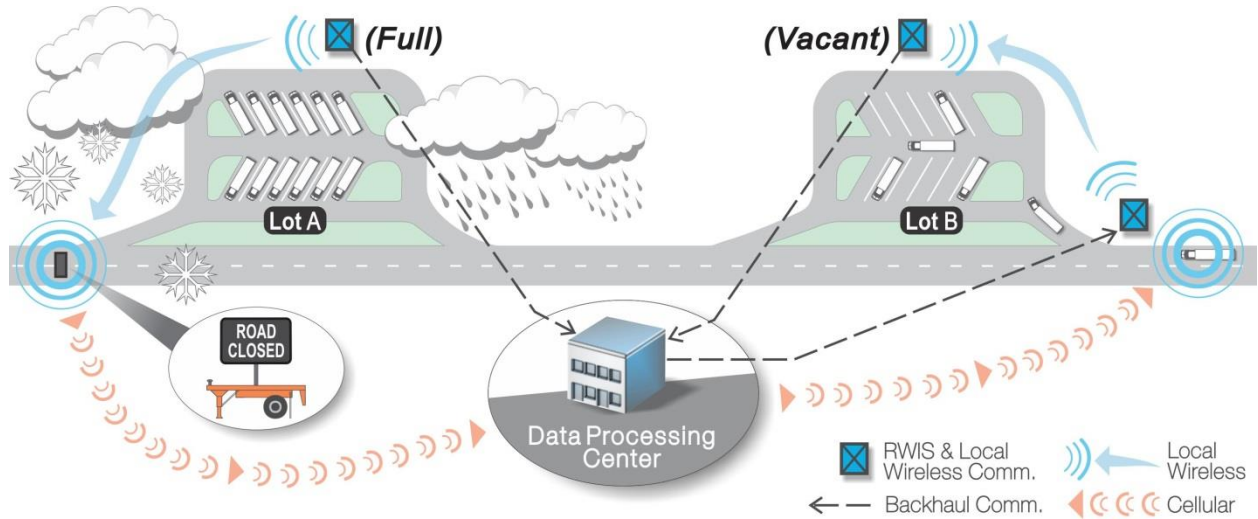 (Full)
(Vacant)
Lot A
Lot B
ROAD
CLOSED
Data Processing
Center
RWIS & Local
Wireless Comm.
Local
Wireless
Backhaul Comm.
Cellular